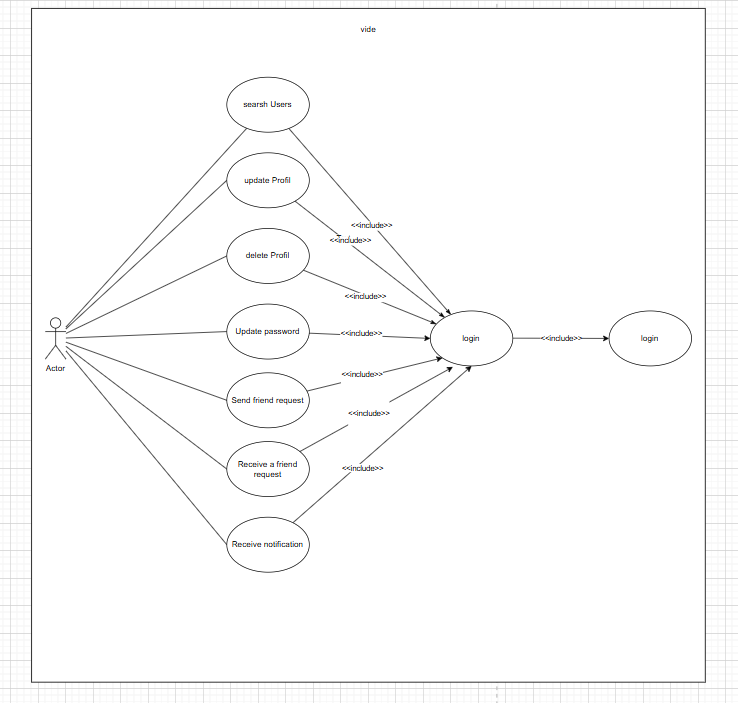 vide
searsh Users
update Profil
<<include>>
<<include>>
delete Profil
<<include>>
Update password
<<include>>
login
<<include>>
login
Actor
<<include>>
Send friend request
<<include>>
Receive a friend
request
<<include>>
Receive notification